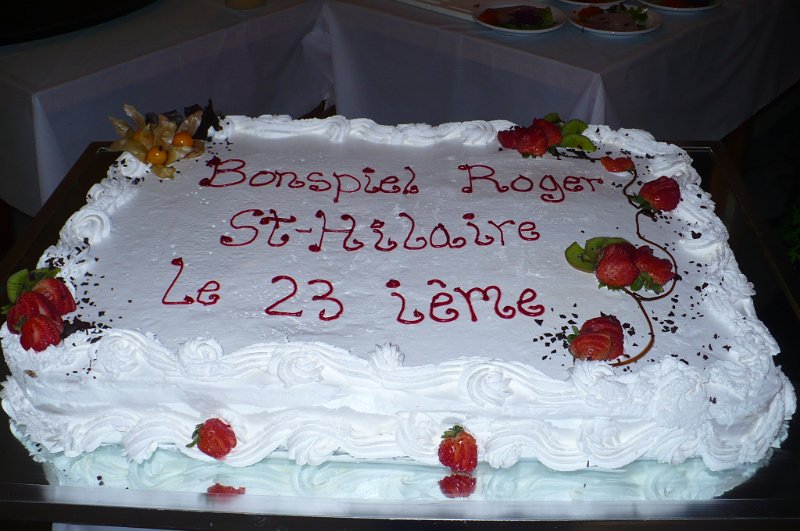 Bonspiel Roger
St-Hilaire
Le 23 ième